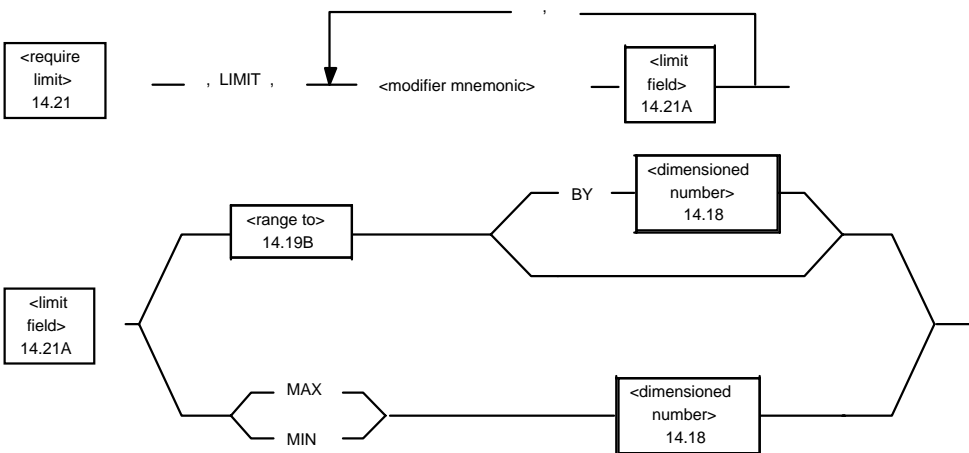 ,
<require
limit>
14.21
, LIMIT ,
<modifier mnemonic>
<limit
field>
14.21A
<range to>
14.19B
BY
<dimensioned
number>
14.18
<limit
field>
14.21A
MAX
MIN
<dimensioned
number>
14.18